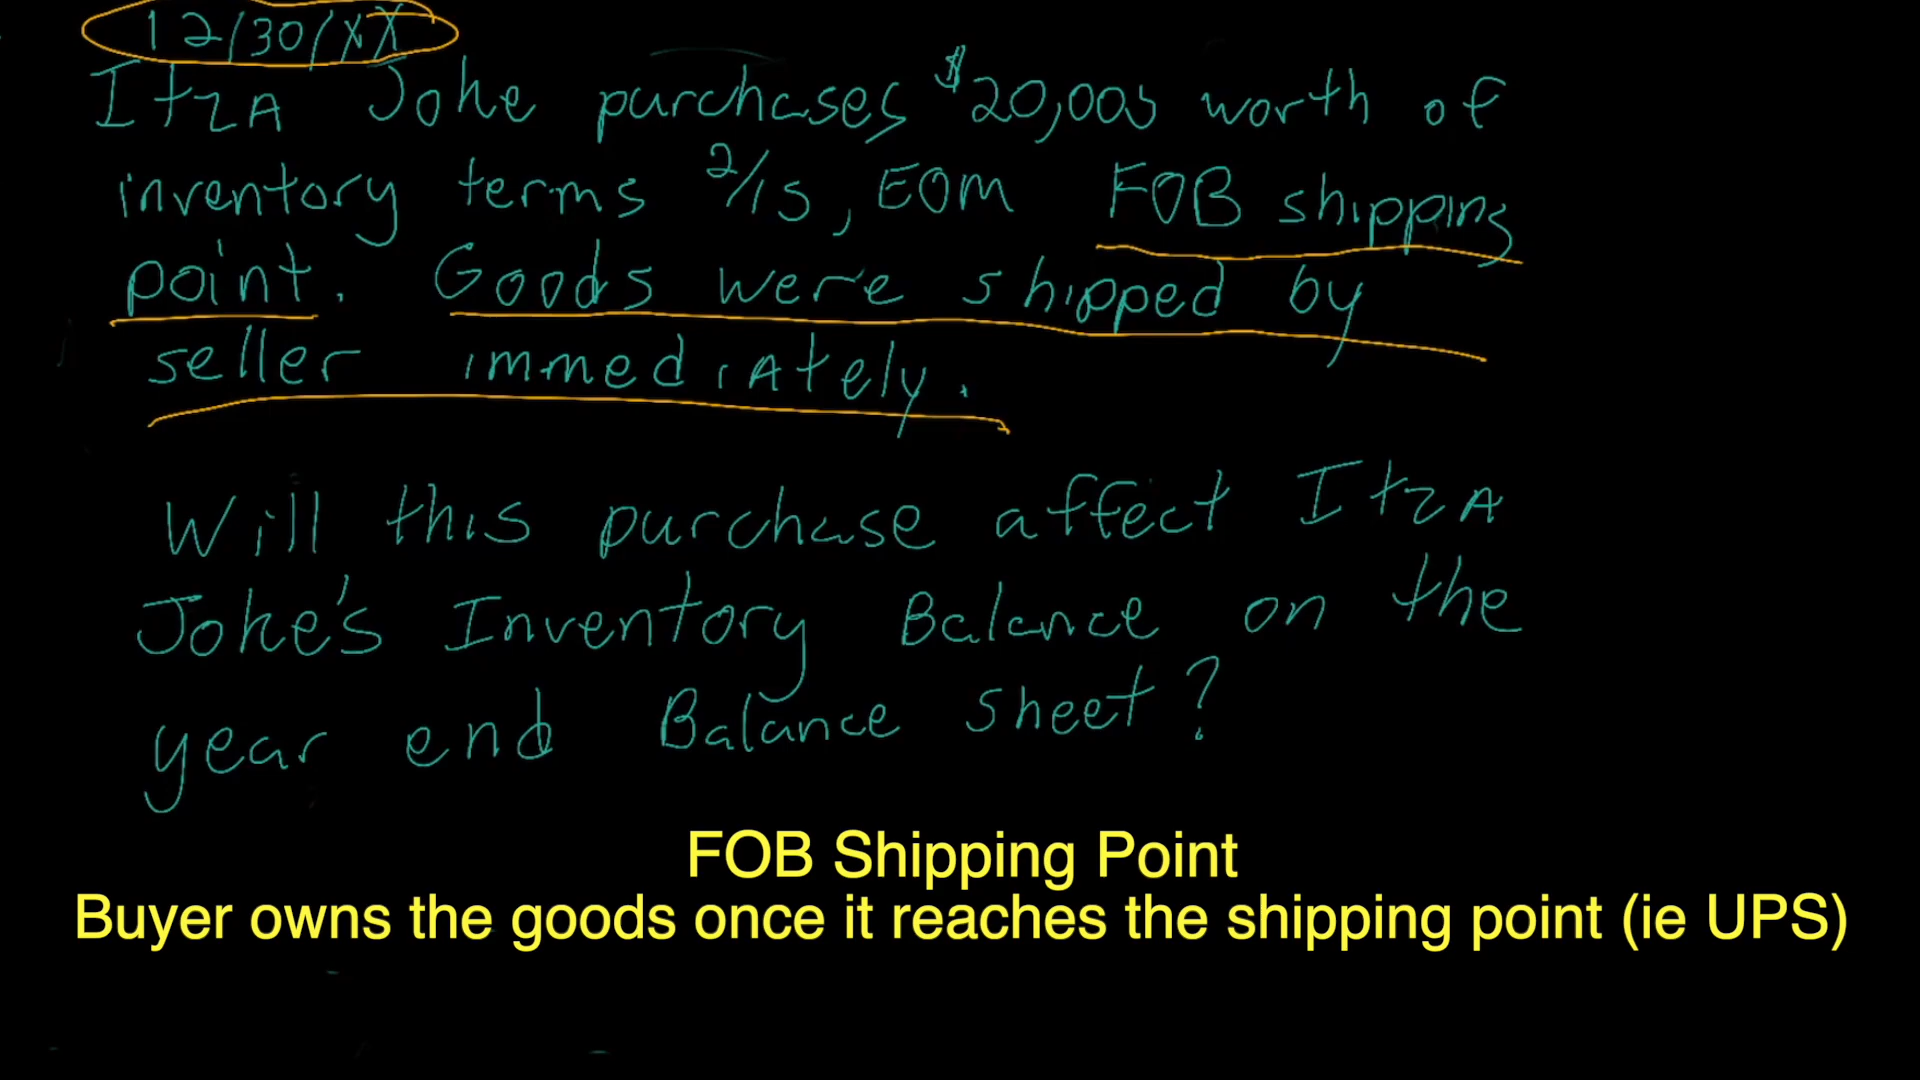 12/30/XX
ItzA Joke purchases $20,000 worth of
inventory terms 2/15, EOM FOB shipping
point. Goods were shipped by
seller immediately.
Will this purchase affect ItzA
Joke's Inventory Balance on the
year end Balance Sheet?
FOB Shipping Point
Buyer owns the goods once it reaches the shipping point (ie UPS)